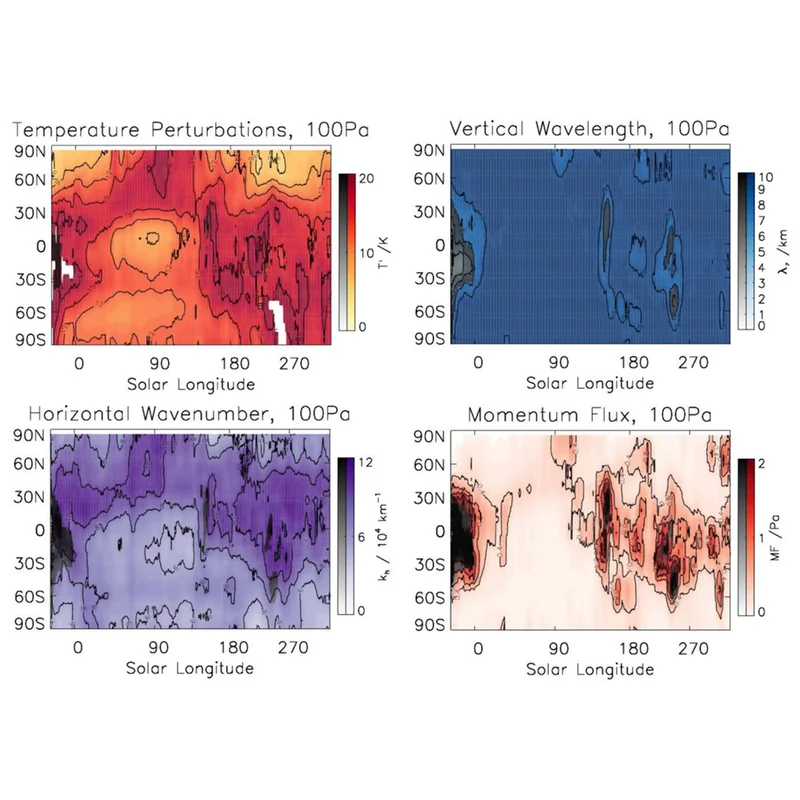 Temperature Perturbations, 100Pa
90N
60N
30N
0
30S
60S
90S
0 90 180 270
Solar Longitude
20
10
0
T' /K
Vertical Wavelength, 100Pa
90N
60N
30N
0
30S
60S
90S
0 90 180 270
Solar Longitude
10
9
8
7
6
5
4
3
2
1
0
λ, /km
Horizontal Wavenumber, 100Pa
90N
60N
30N
0
30S
60S
90S
0 90 180 270
Solar Longitude
12
6
0
kₕ / 10⁴ km⁻¹
Momentum Flux, 100Pa
90N
60N
30N
0
30S
60S
90S
0 90 180 270
Solar Longitude
2
1
0
MF /Pa